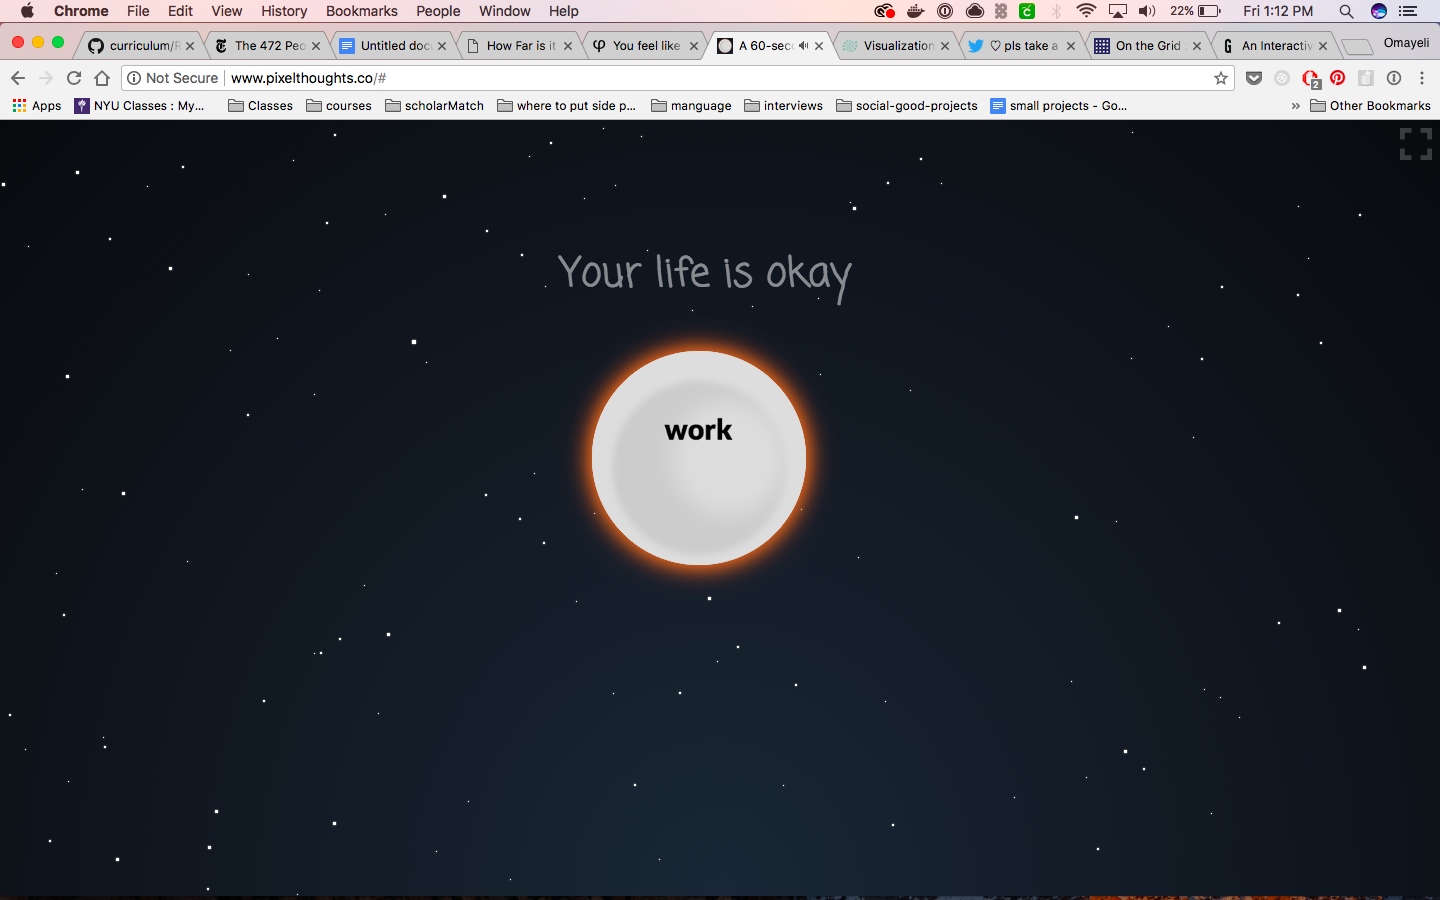 Chrome File Edit View History Bookmarks People Window Help 22% Fri 1:12 PM
curriculum/ The 472 Peo Untitled doc How Far is it You feel like A 60-sec Visualization ♡ pls take a On the Grid An Interactiv Omayeli
Not Secure www.pixelthoughts.co/# 2
Apps NYU Classes : My... Classes courses scholarMatch where to put side p... manguage interviews social-good-projects small projects - Go... » Other Bookmarks
Your life is okay
work